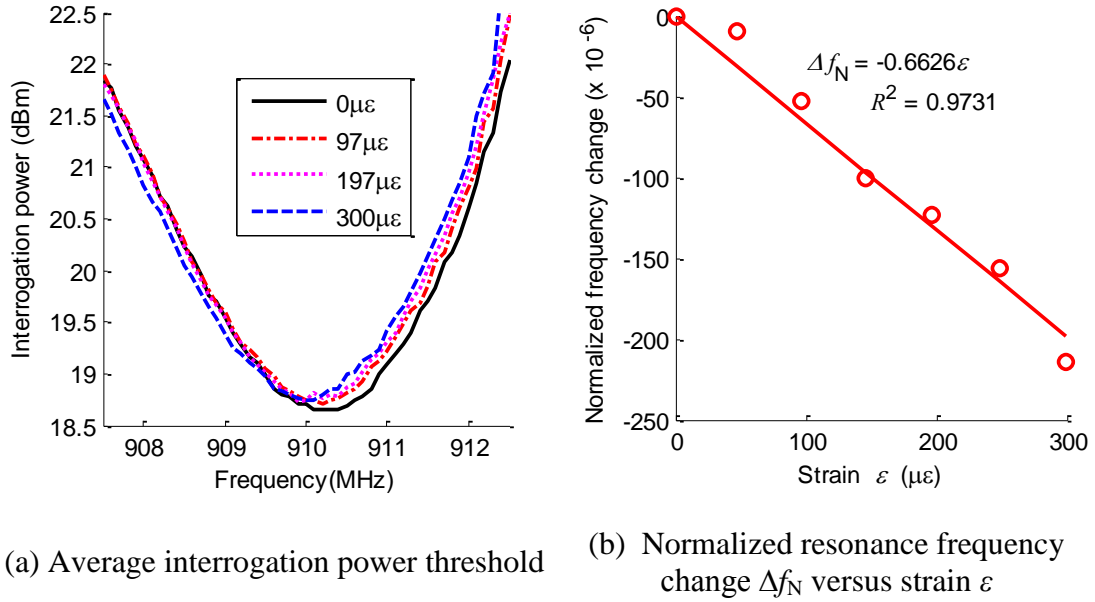 22.5
22
21.5
21
20.5
20
19.5
19
18.5
Interrogation power (dBm)
0με
97με
197με
300με
908
909
910
911
912
Frequency(MHz)
0
-50
-100
-150
-200
-250
Normalized frequency change (x 10 -6)
Δf N = -0.6626ε
R 2 = 0.9731
0
100
200
300
Strain ε (με)
(a) Average interrogation power threshold
(b) Normalized resonance frequency
change ΔfN versus strain ε